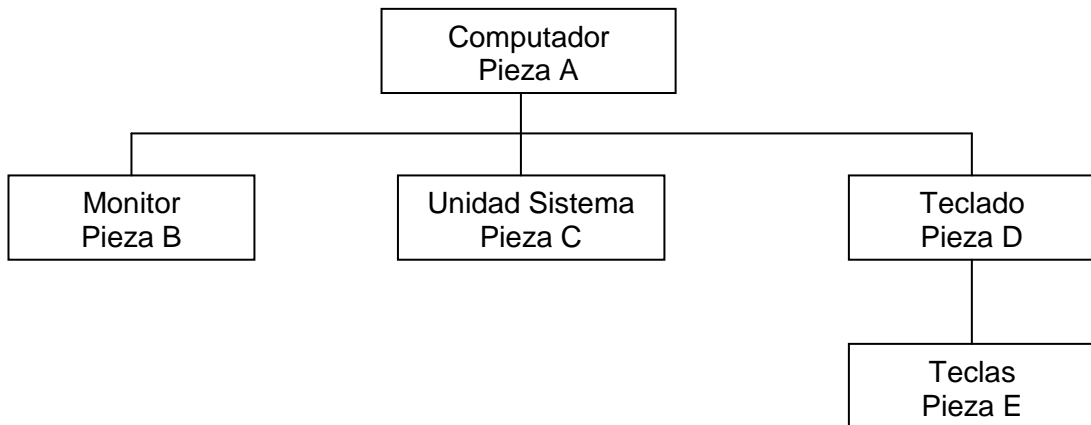 Computador
Pieza A
Monitor
Pieza B
Unidad Sistema
Pieza C
Teclado
Pieza D
Teclas
Pieza E